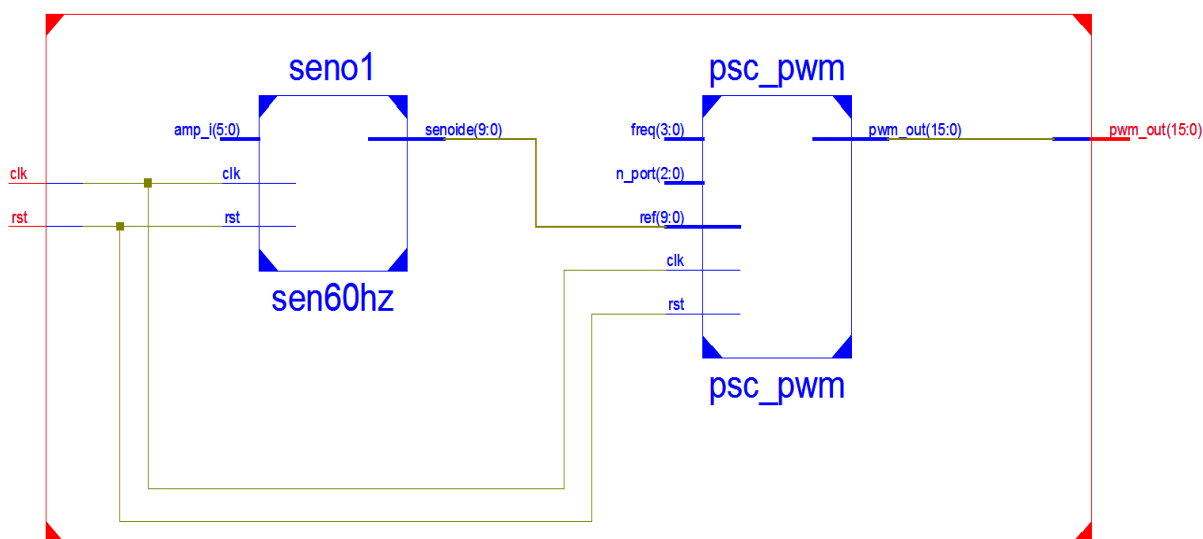 seno1
psc_pwm
amp_i(5:0)
senoide(9:0)
freq(3:0)
pwm_out(15:0)
pwm_out(15:0)
clk
clk
n_port(2:0)
rst
rst
ref(9:0)
clk
sen60hz
rst
psc_pwm